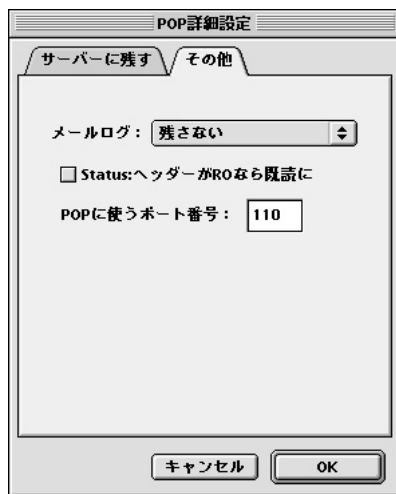 POP詳細設定
サーバーに残す その他
メールログ： 残さない
Status:ヘッダーがROなら既読に
POPに使うポート番号： 110
キャンセル OK